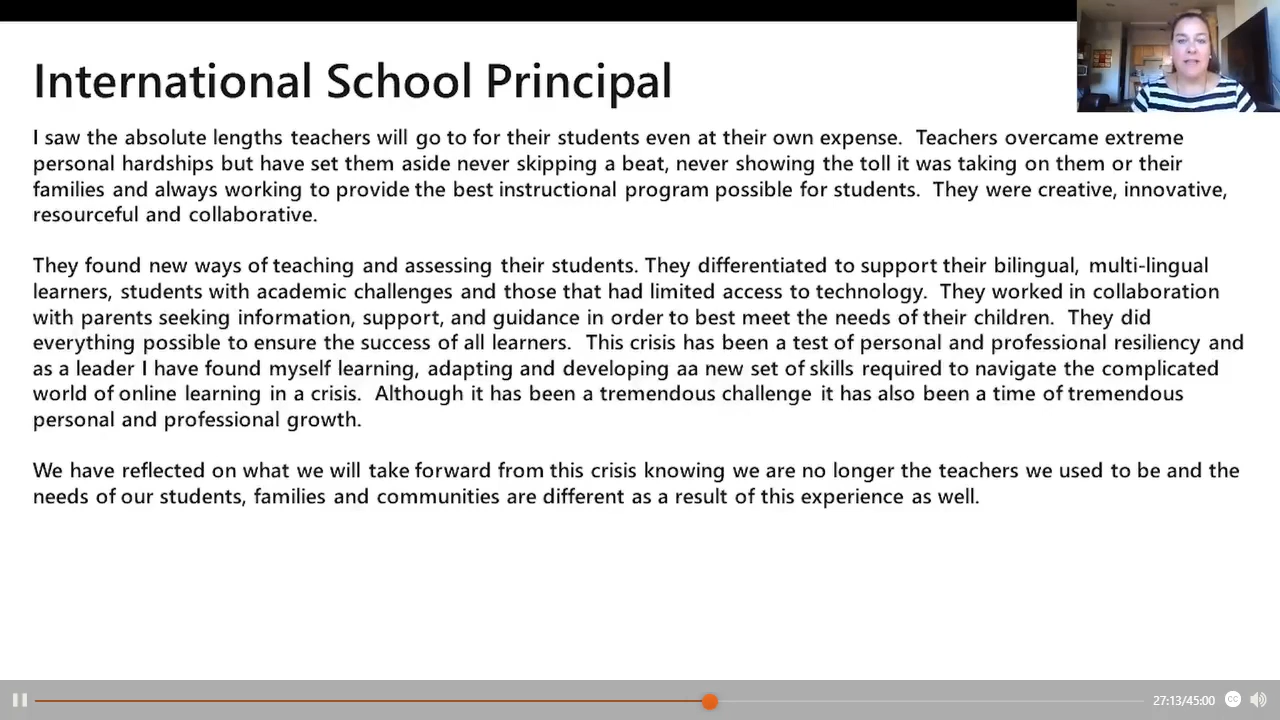 International School Principal
I saw the absolute lengths teachers will go to for their students even at their own expense.  Teachers overcame extreme
personal hardships but have set them aside never skipping a beat, never showing the toll it was taking on them or their
families and always working to provide the best instructional program possible for students.  They were creative, innovative,
resourceful and collaborative.
They found new ways of teaching and assessing their students. They differentiated to support their bilingual, multi-lingual
learners, students with academic challenges and those that had limited access to technology.  They worked in collaboration
with parents seeking information, support, and guidance in order to best meet the needs of their children.  They did
everything possible to ensure the success of all learners.  This crisis has been a test of personal and professional resiliency and
as a leader I have found myself learning, adapting and developing aa new set of skills required to navigate the complicated
world of online learning in a crisis.  Although it has been a tremendous challenge it has also been a time of tremendous
personal and professional growth.
We have reflected on what we will take forward from this crisis knowing we are no longer the teachers we used to be and the
needs of our students, families and communities are different as a result of this experience as well.
27:13/45:00 CC